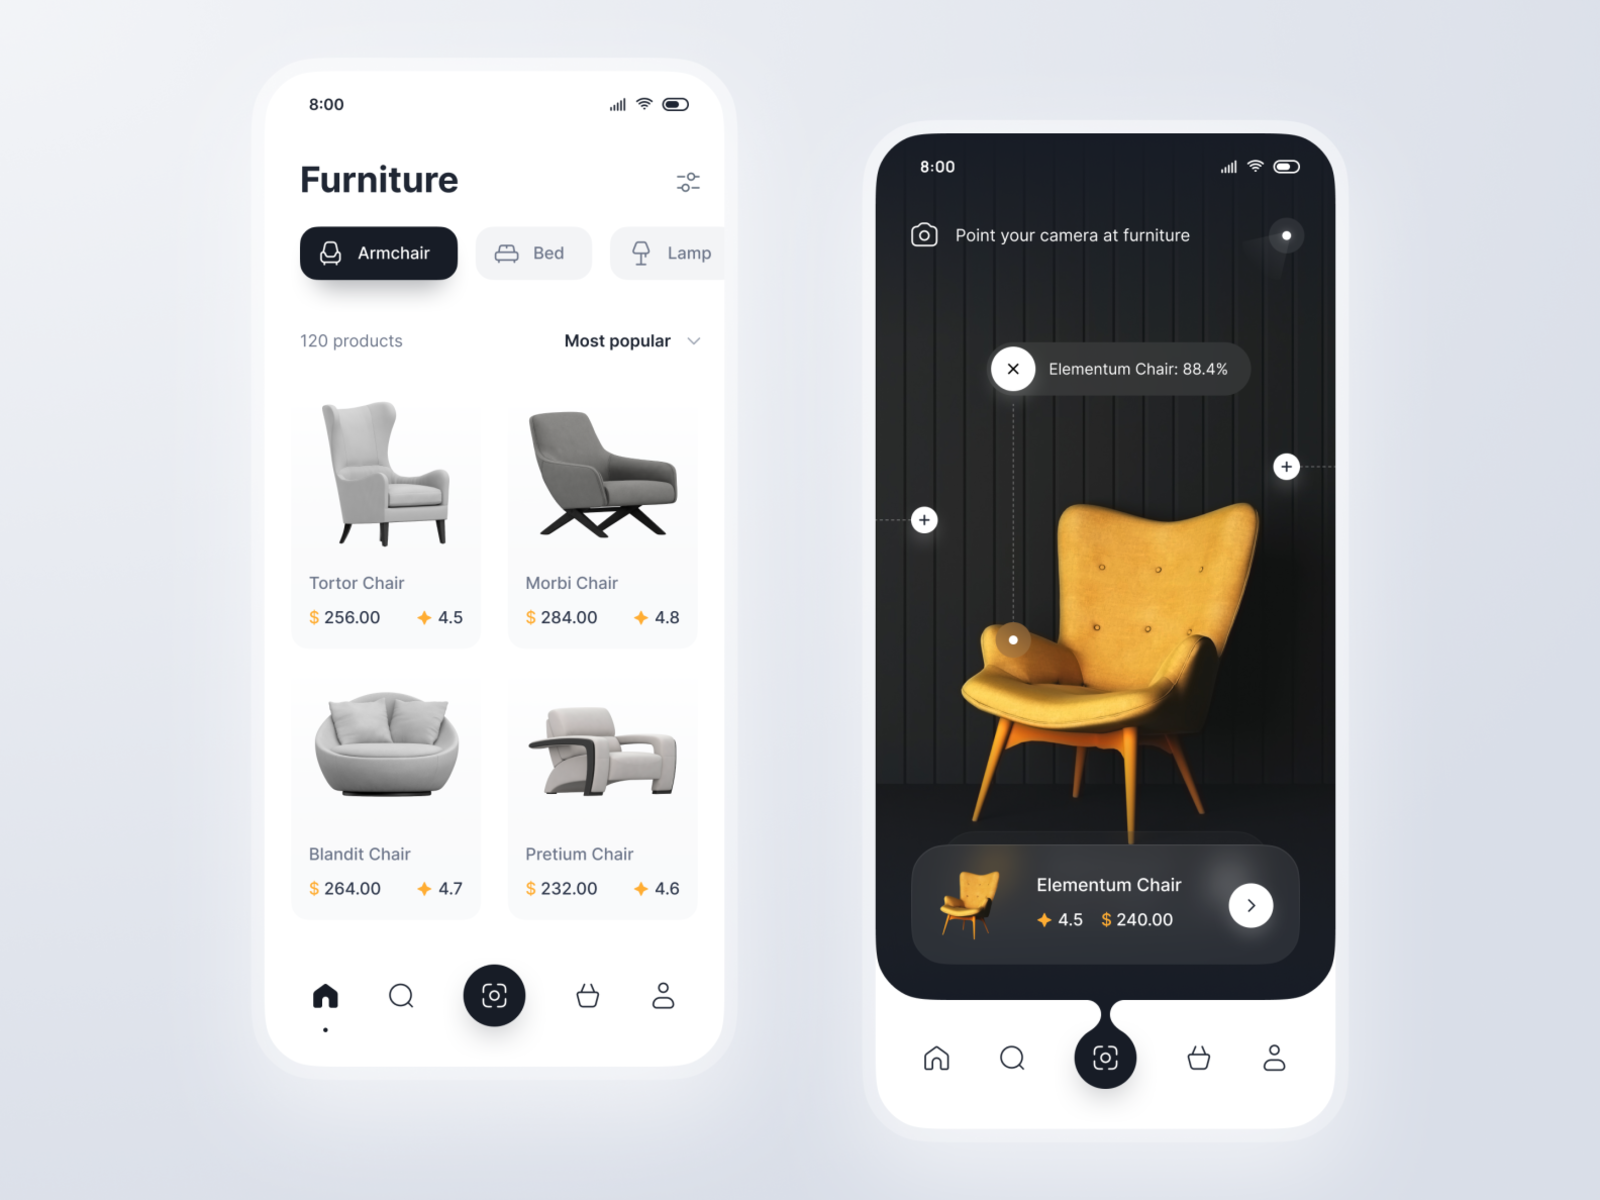 8:00
Furniture
Armchair
Bed
Lamp
120 products
Most popular
Tortor Chair
$ 256.00
4.5
Morbi Chair
$ 284.00
4.8
Blandit Chair
$ 264.00
4.7
Pretium Chair
$ 232.00
4.6
8:00
Point your camera at furniture
Elementum Chair: 88.4%
Elementum Chair
4.5
$ 240.00